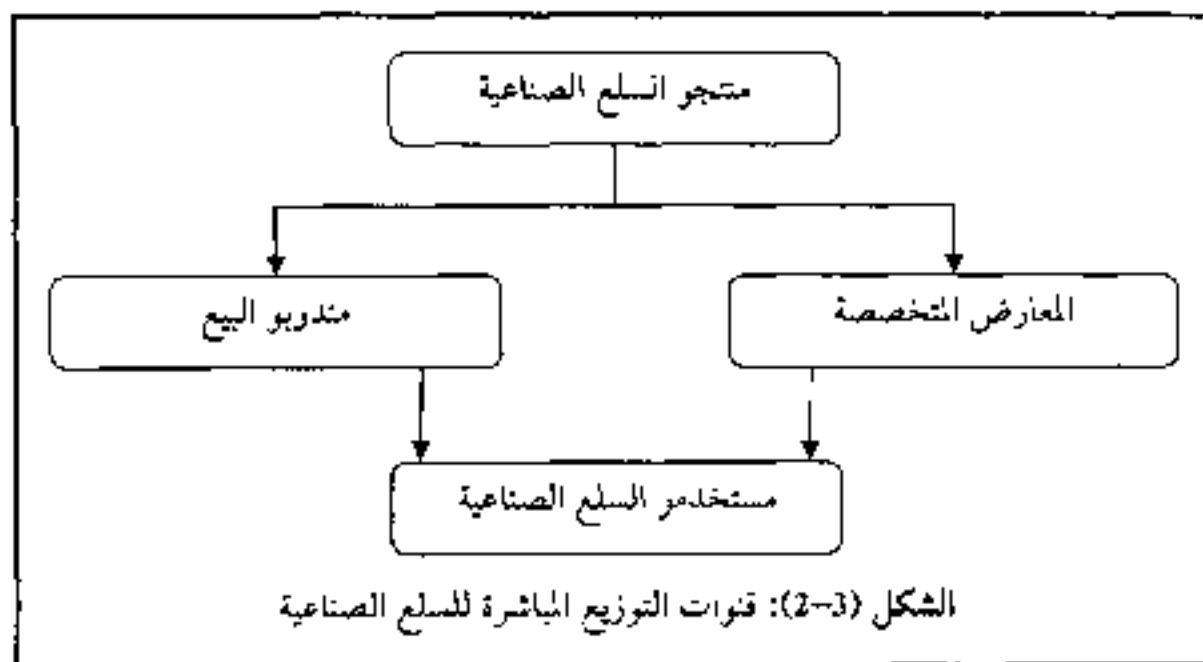 منتجو السلع الصناعية
المعارض المتخصصة
مندوبو البيع
مستخدمو السلع الصناعية
الشكل (3-2): قنوات التوزيع المباشرة للسلع الصناعية